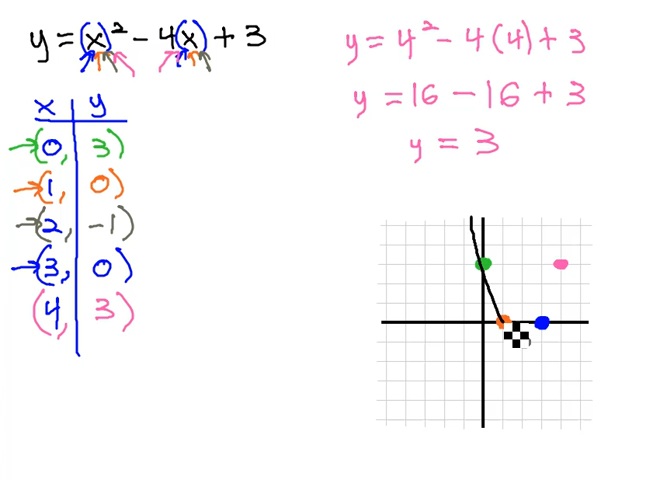 y = (x)² - 4(x) + 3
x y
(0, 3)
(1, 0)
(2, -1)
(3, 0)
(4, 3)
y = 4² - 4(4) + 3
y = 16 - 16 + 3
y = 3